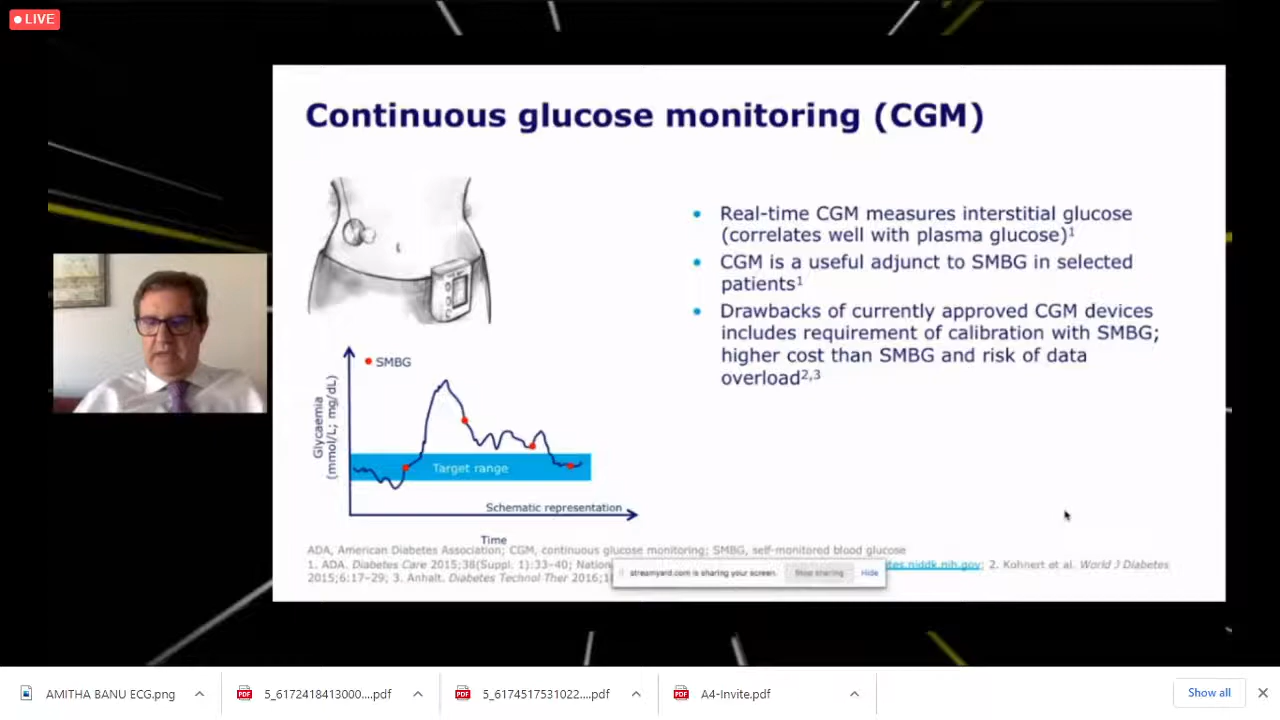 LIVE
Continuous glucose monitoring (CGM)
• Real-time CGM measures interstitial glucose
(correlates well with plasma glucose)1
• CGM is a useful adjunct to SMBG in selected
patients1
• Drawbacks of currently approved CGM devices
includes requirement of calibration with SMBG;
higher cost than SMBG and risk of data
overload2,3
SMBG
Glycaemia
(mmol/L; mg/dL)
Target range
Schematic representation
Time
ADA, American Diabetes Association; CGM, continuous glucose monitoring; SMBG, self-monitored blood glucose
1. ADA. Diabetes Care 2015;38(Suppl. 1):33–40; .niddk.nih.gov; 2. Kohnert et al. World J Diabetes
2015;6:17–29; 3. Anhalt. Diabetes Technol Ther 2016;
streamyard.com is sharing your screen.
Stop sharing
Hide
AMITHA BANU ECG.png
5_6172418413000....pdf
5_6174517531022....pdf
A4-Invite.pdf
Show all